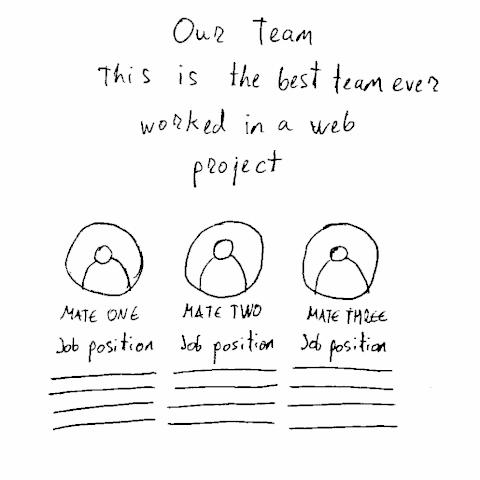 Our Team
This is the best team ever
worked in a web
project
MATE ONE MATE TWO MATE THREE
Job position Job position Job position